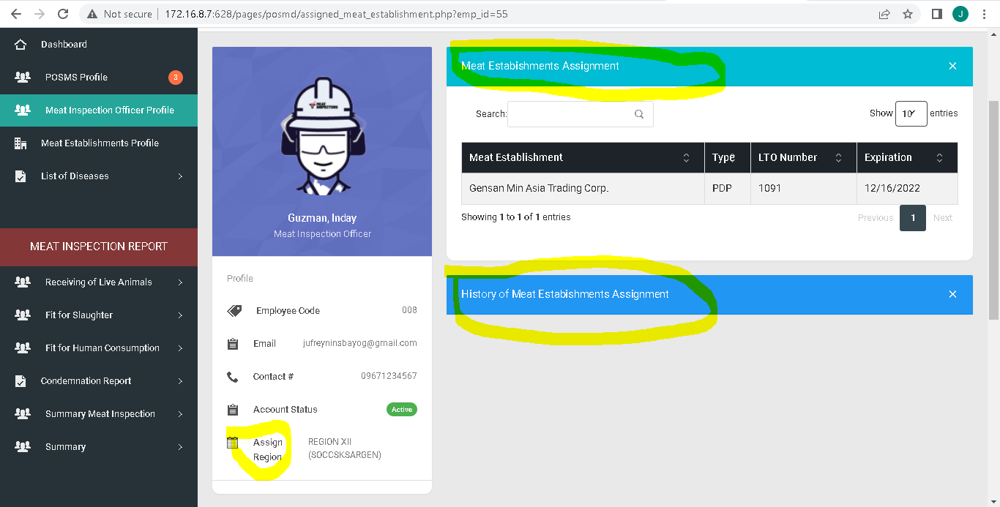 Not secure
172.16.8.7:628/pages/posmd/assigned_meat_establishment.php?emp_id=55
J
Dashboard
POSMS Profile
3
Meat Inspection Officer Profile
Meat Establishments Profile
List of Diseases
MEAT INSPECTION REPORT
Receiving of Live Animals
Fit for Slaughter
Fit for Human Consumption
Condemnation Report
Summary Meat Inspection
Summary
MEAT
INSPECTORS
Guzman, Inday
Meat Inspection Officer
Profile
Employee Code 008
Email jufreyninsbayog@gmail.com
Contact # 09671234567
Account Status Active
Assign Region REGION XII
(SOCCSKSARGEN)
Meat Estabishments Assignment
Search:
Show 10 entries
Meat Establishment Type LTO Number Expiration
Gensan Min Asia Trading Corp. PDP 1091 12/16/2022
Showing 1 to 1 of 1 entries
Previous 1 Next
History of Meat Estabishments Assignment